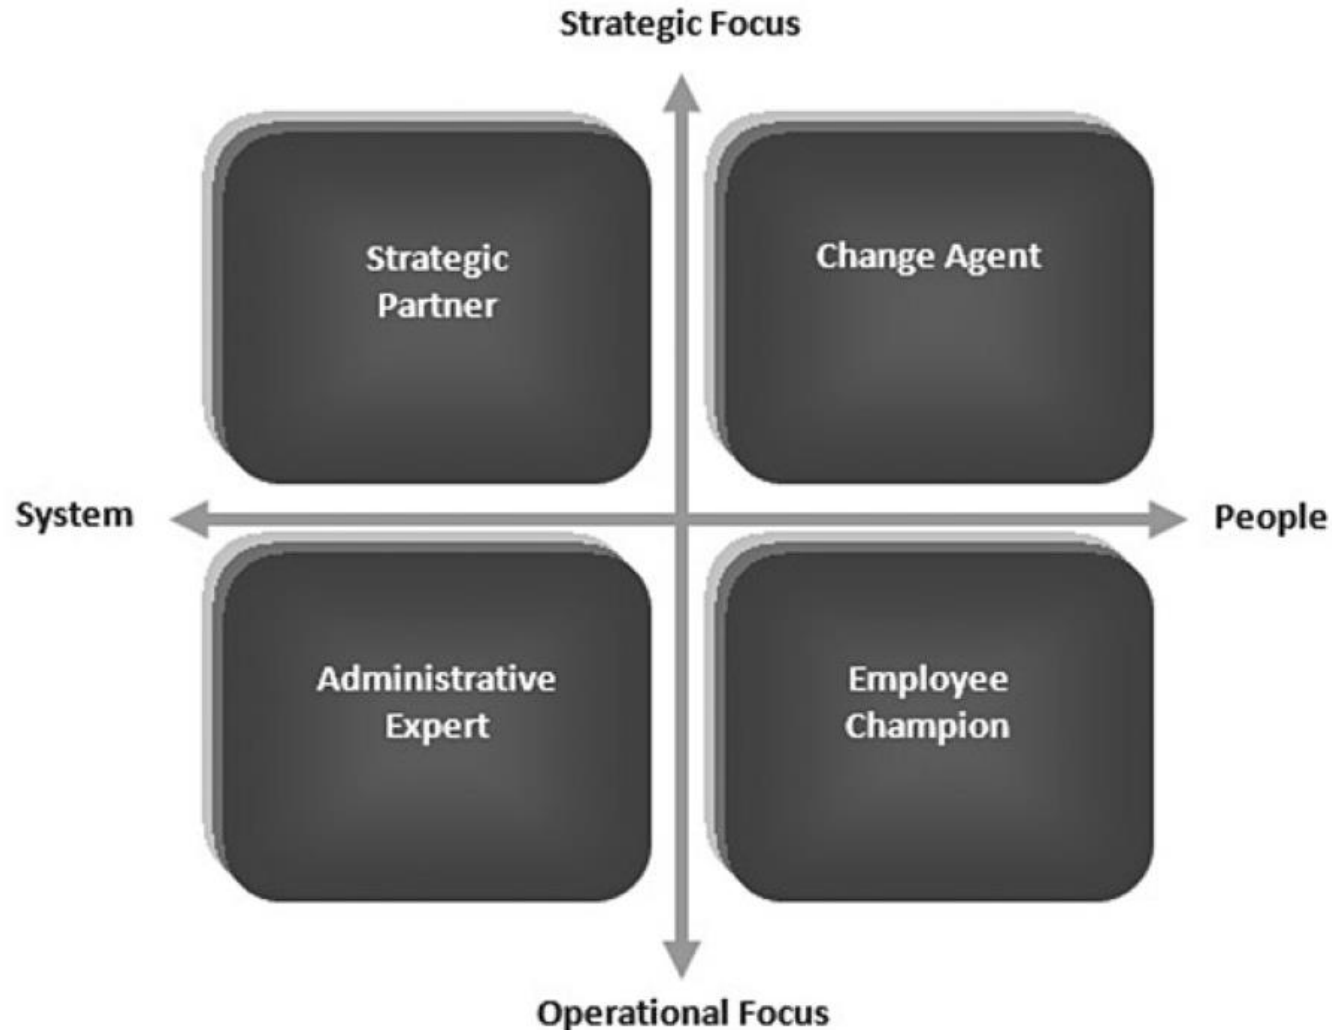 Strategic Focus
Strategic
Partner
Change Agent
System
People
Administrative
Expert
Employee
Champion
Operational Focus